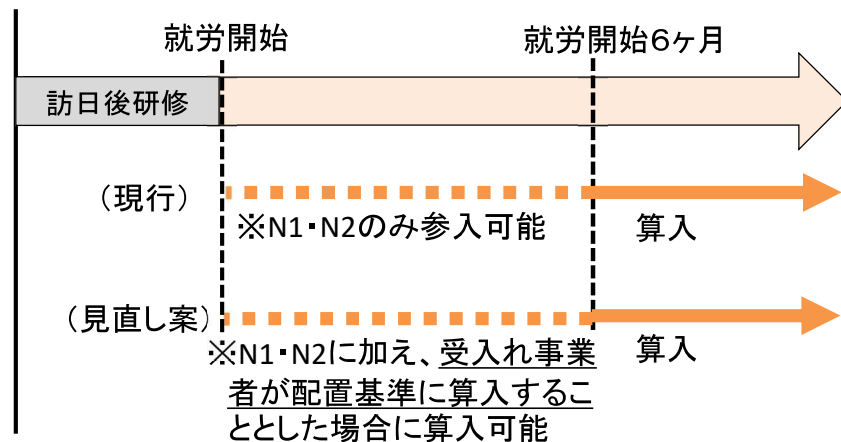 就労開始
就労開始6ヶ月
訪日後研修
(現行)
※N1・N2のみ参入可能
算入
(見直し案)
※N1・N2に加え、受入れ事業
者が配置基準に算入するこ
ととした場合に算入可能
算入